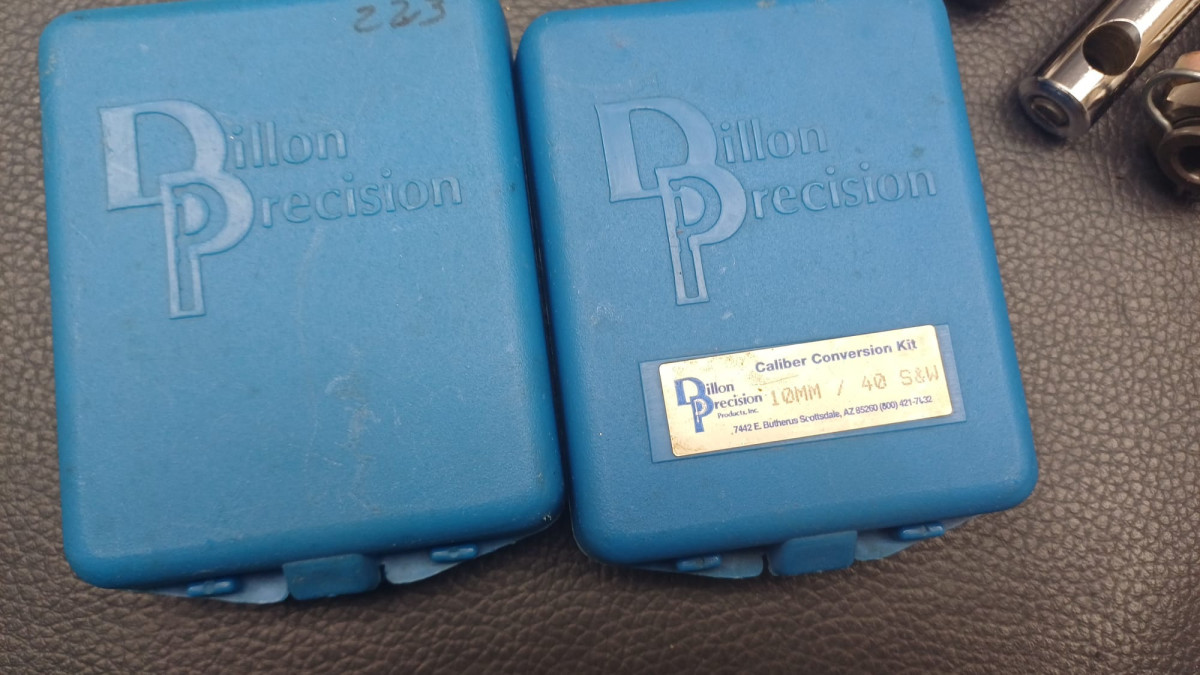 223
Dillon
Precision
Dillon
Precision
Caliber Conversion Kit
Dillon
Precision
Products, Inc.
10MM / 40 S&W
7442 E. Butherus Scottsdale, AZ 85260 (800) 421-7632